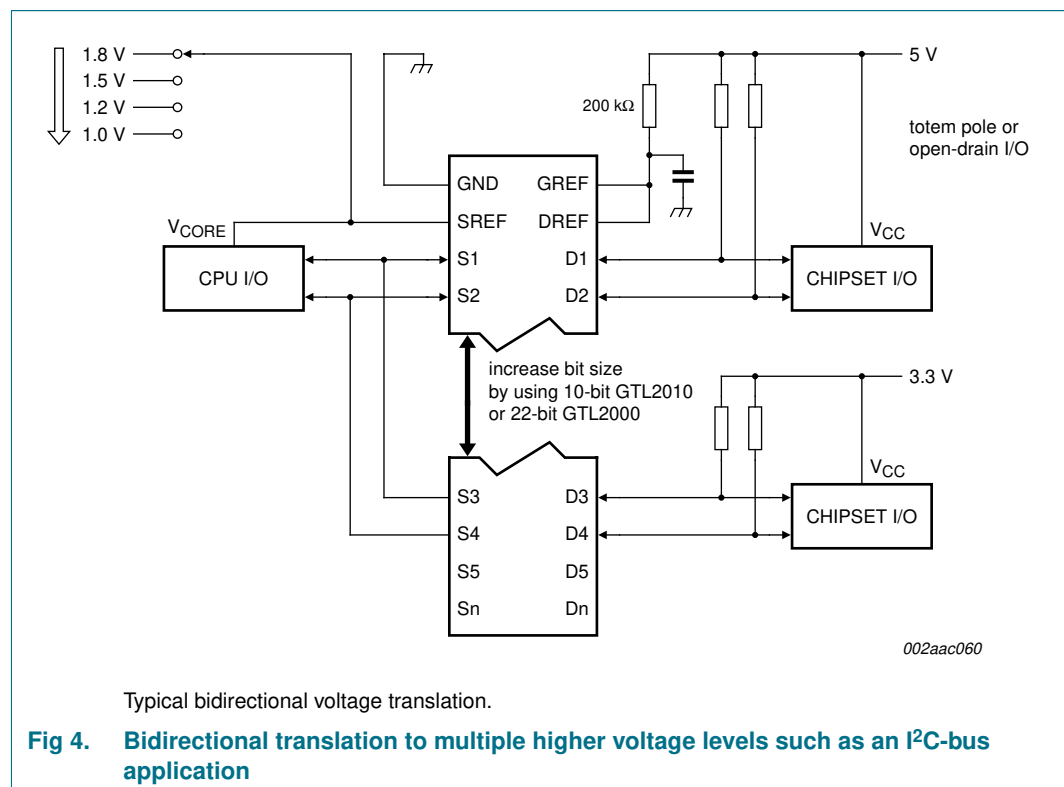 1.8 V
1.5 V
1.2 V
1.0 V
5 V
200 kΩ
totem pole or
open-drain I/O
GND
GREF
SREF
DREF
VCORE
VCC
CPU I/O
S1
D1
CHIPSET I/O
S2
D2
increase bit size
by using 10-bit GTL2010
or 22-bit GTL2000
3.3 V
VCC
S3
D3
CHIPSET I/O
S4
D4
S5
D5
Sn
Dn
002aac060
Typical bidirectional voltage translation.
Fig 4. Bidirectional translation to multiple higher voltage levels such as an I²C-bus
application